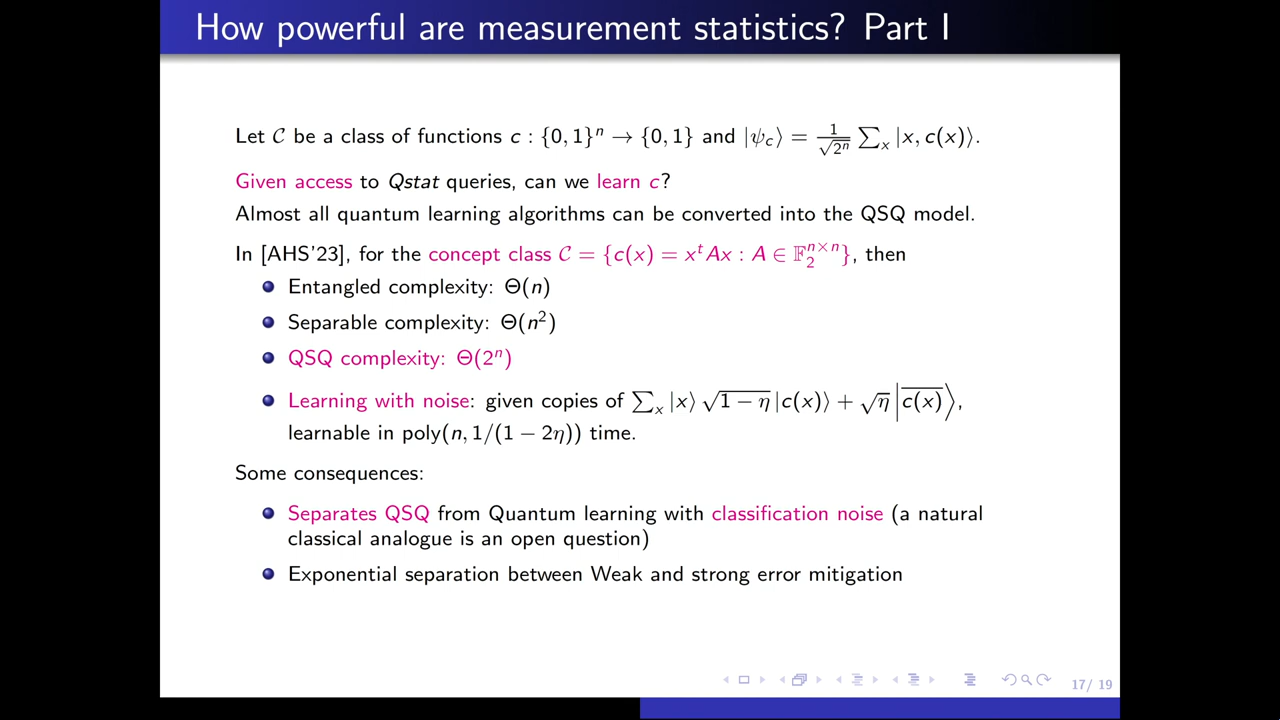 How powerful are measurement statistics? Part I
Let 𝒞 be a class of functions c : {0, 1}ⁿ → {0, 1} and |ψ_c⟩ = 1/√2ⁿ ∑ₓ |x, c(x)⟩.
Given access to Qstat queries, can we learn c?
Almost all quantum learning algorithms can be converted into the QSQ model.
In [AHS'23], for the concept class 𝒞 = {c(x) = xᵗAx : A ∈ 𝔽₂ⁿˣⁿ}, then
Entangled complexity: Θ(n)
Separable complexity: Θ(n²)
QSQ complexity: Θ(2ⁿ)
Learning with noise: given copies of ∑ₓ |x⟩ √(1 − η) |c(x)⟩ + √η |c(x)̅⟩,
learnable in poly(n, 1/(1 − 2η)) time.
Some consequences:
Separates QSQ from Quantum learning with classification noise (a natural
classical analogue is an open question)
Exponential separation between Weak and strong error mitigation
17/ 19